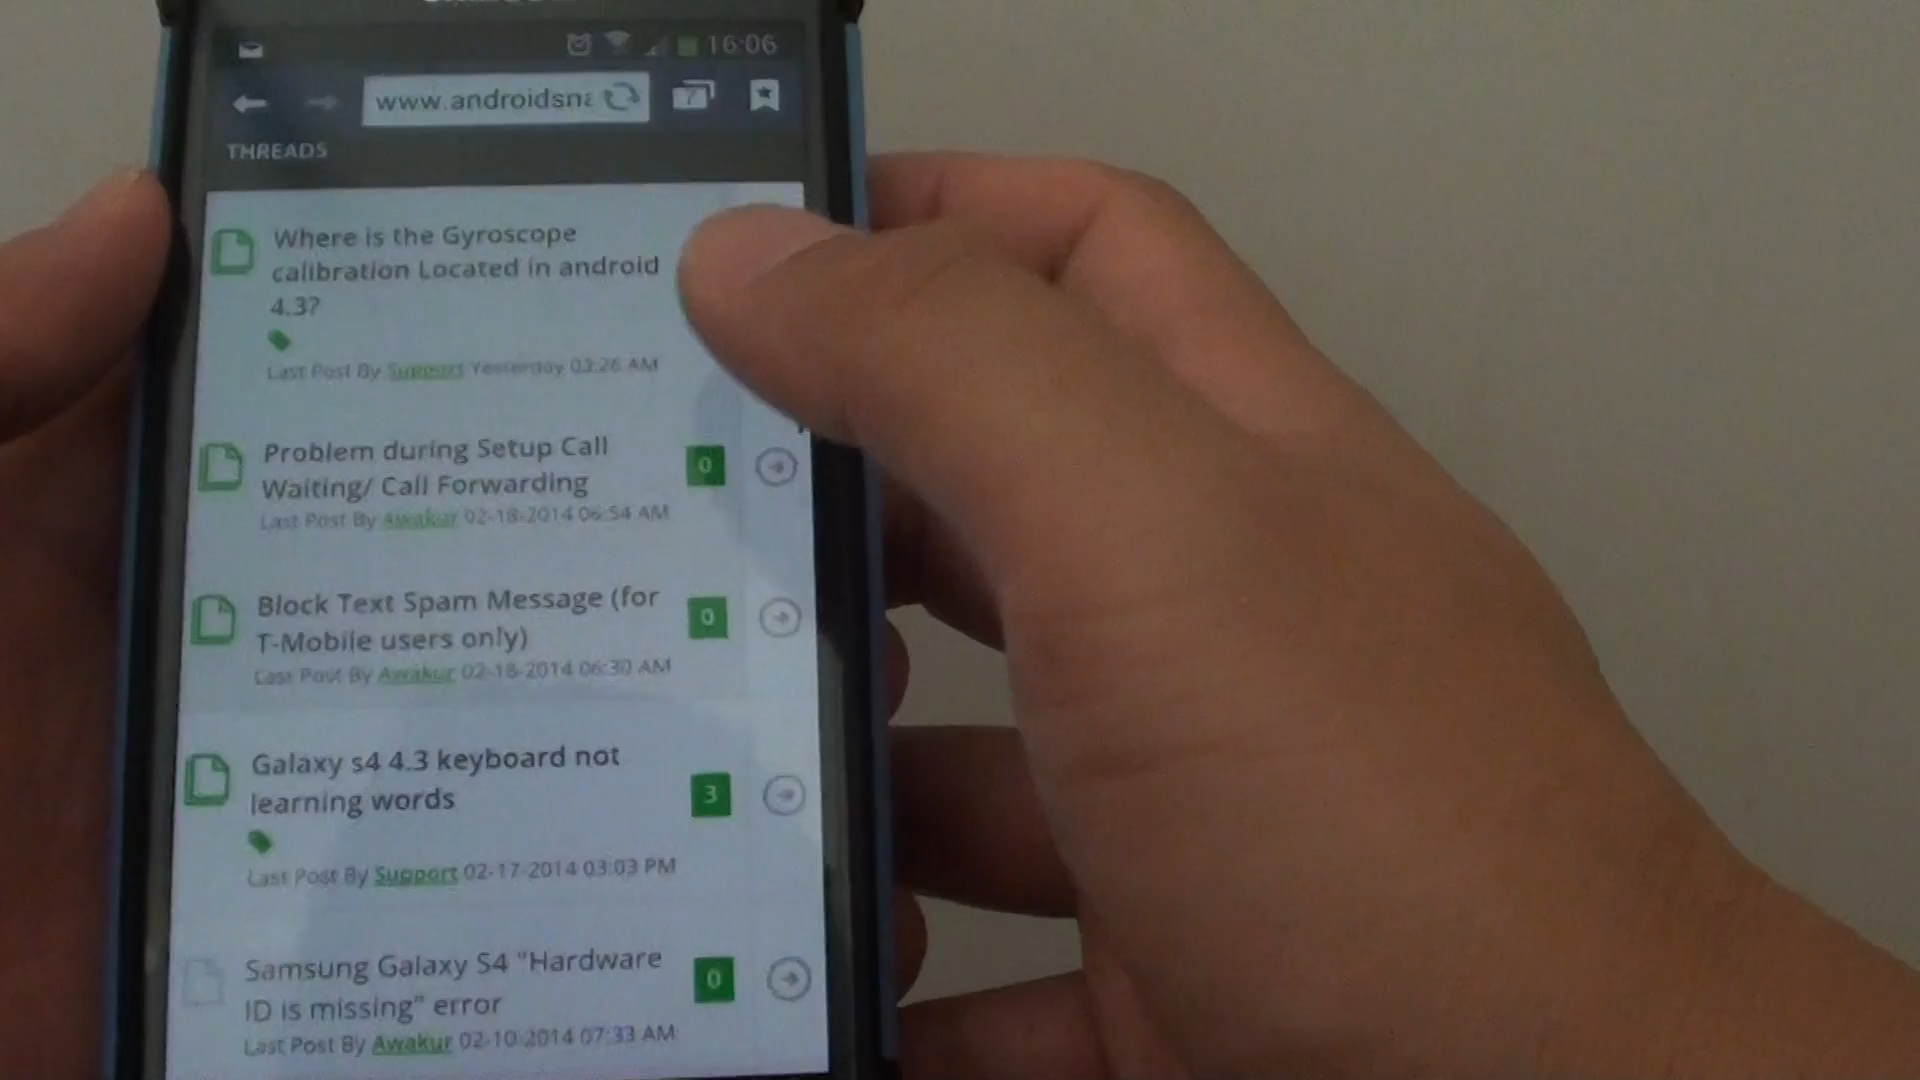 16:06
www.androidsna
7
THREADS
Where is the Gyroscope
calibration Located in android
4.3?
Last Post By Support Yesterday 03:26 AM
Problem during Setup Call
Waiting/ Call Forwarding
0
Last Post By Awakur 02-18-2014 06:54 AM
Block Text Spam Message (for
T-Mobile users only)
0
Last Post By Awakur 02-18-2014 06:30 AM
Galaxy s4 4.3 keyboard not
learning words
3
Last Post By Support 02-17-2014 03:03 PM
Samsung Galaxy S4 "Hardware
ID is missing" error
0
Last Post By Awakur 02-10-2014 07:33 AM